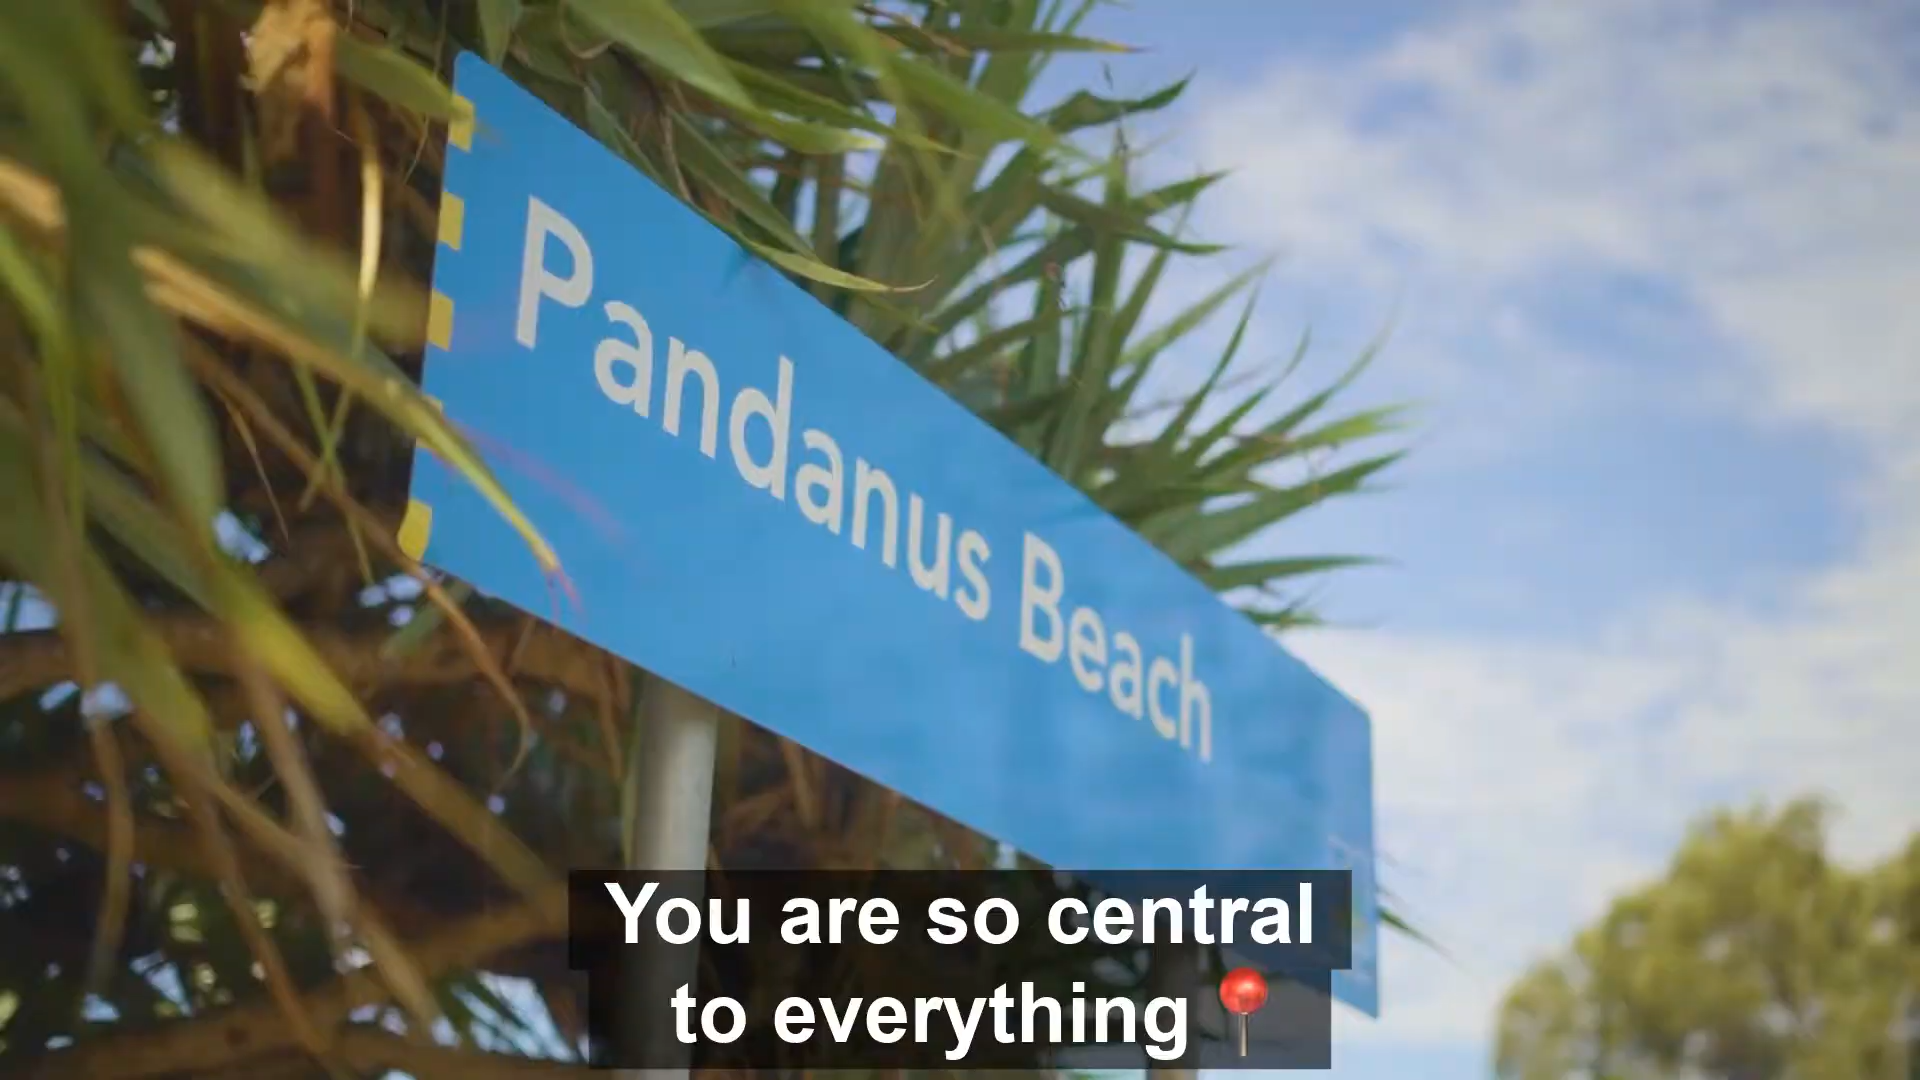 Pandanus Beach
You are so central
to everything 📍